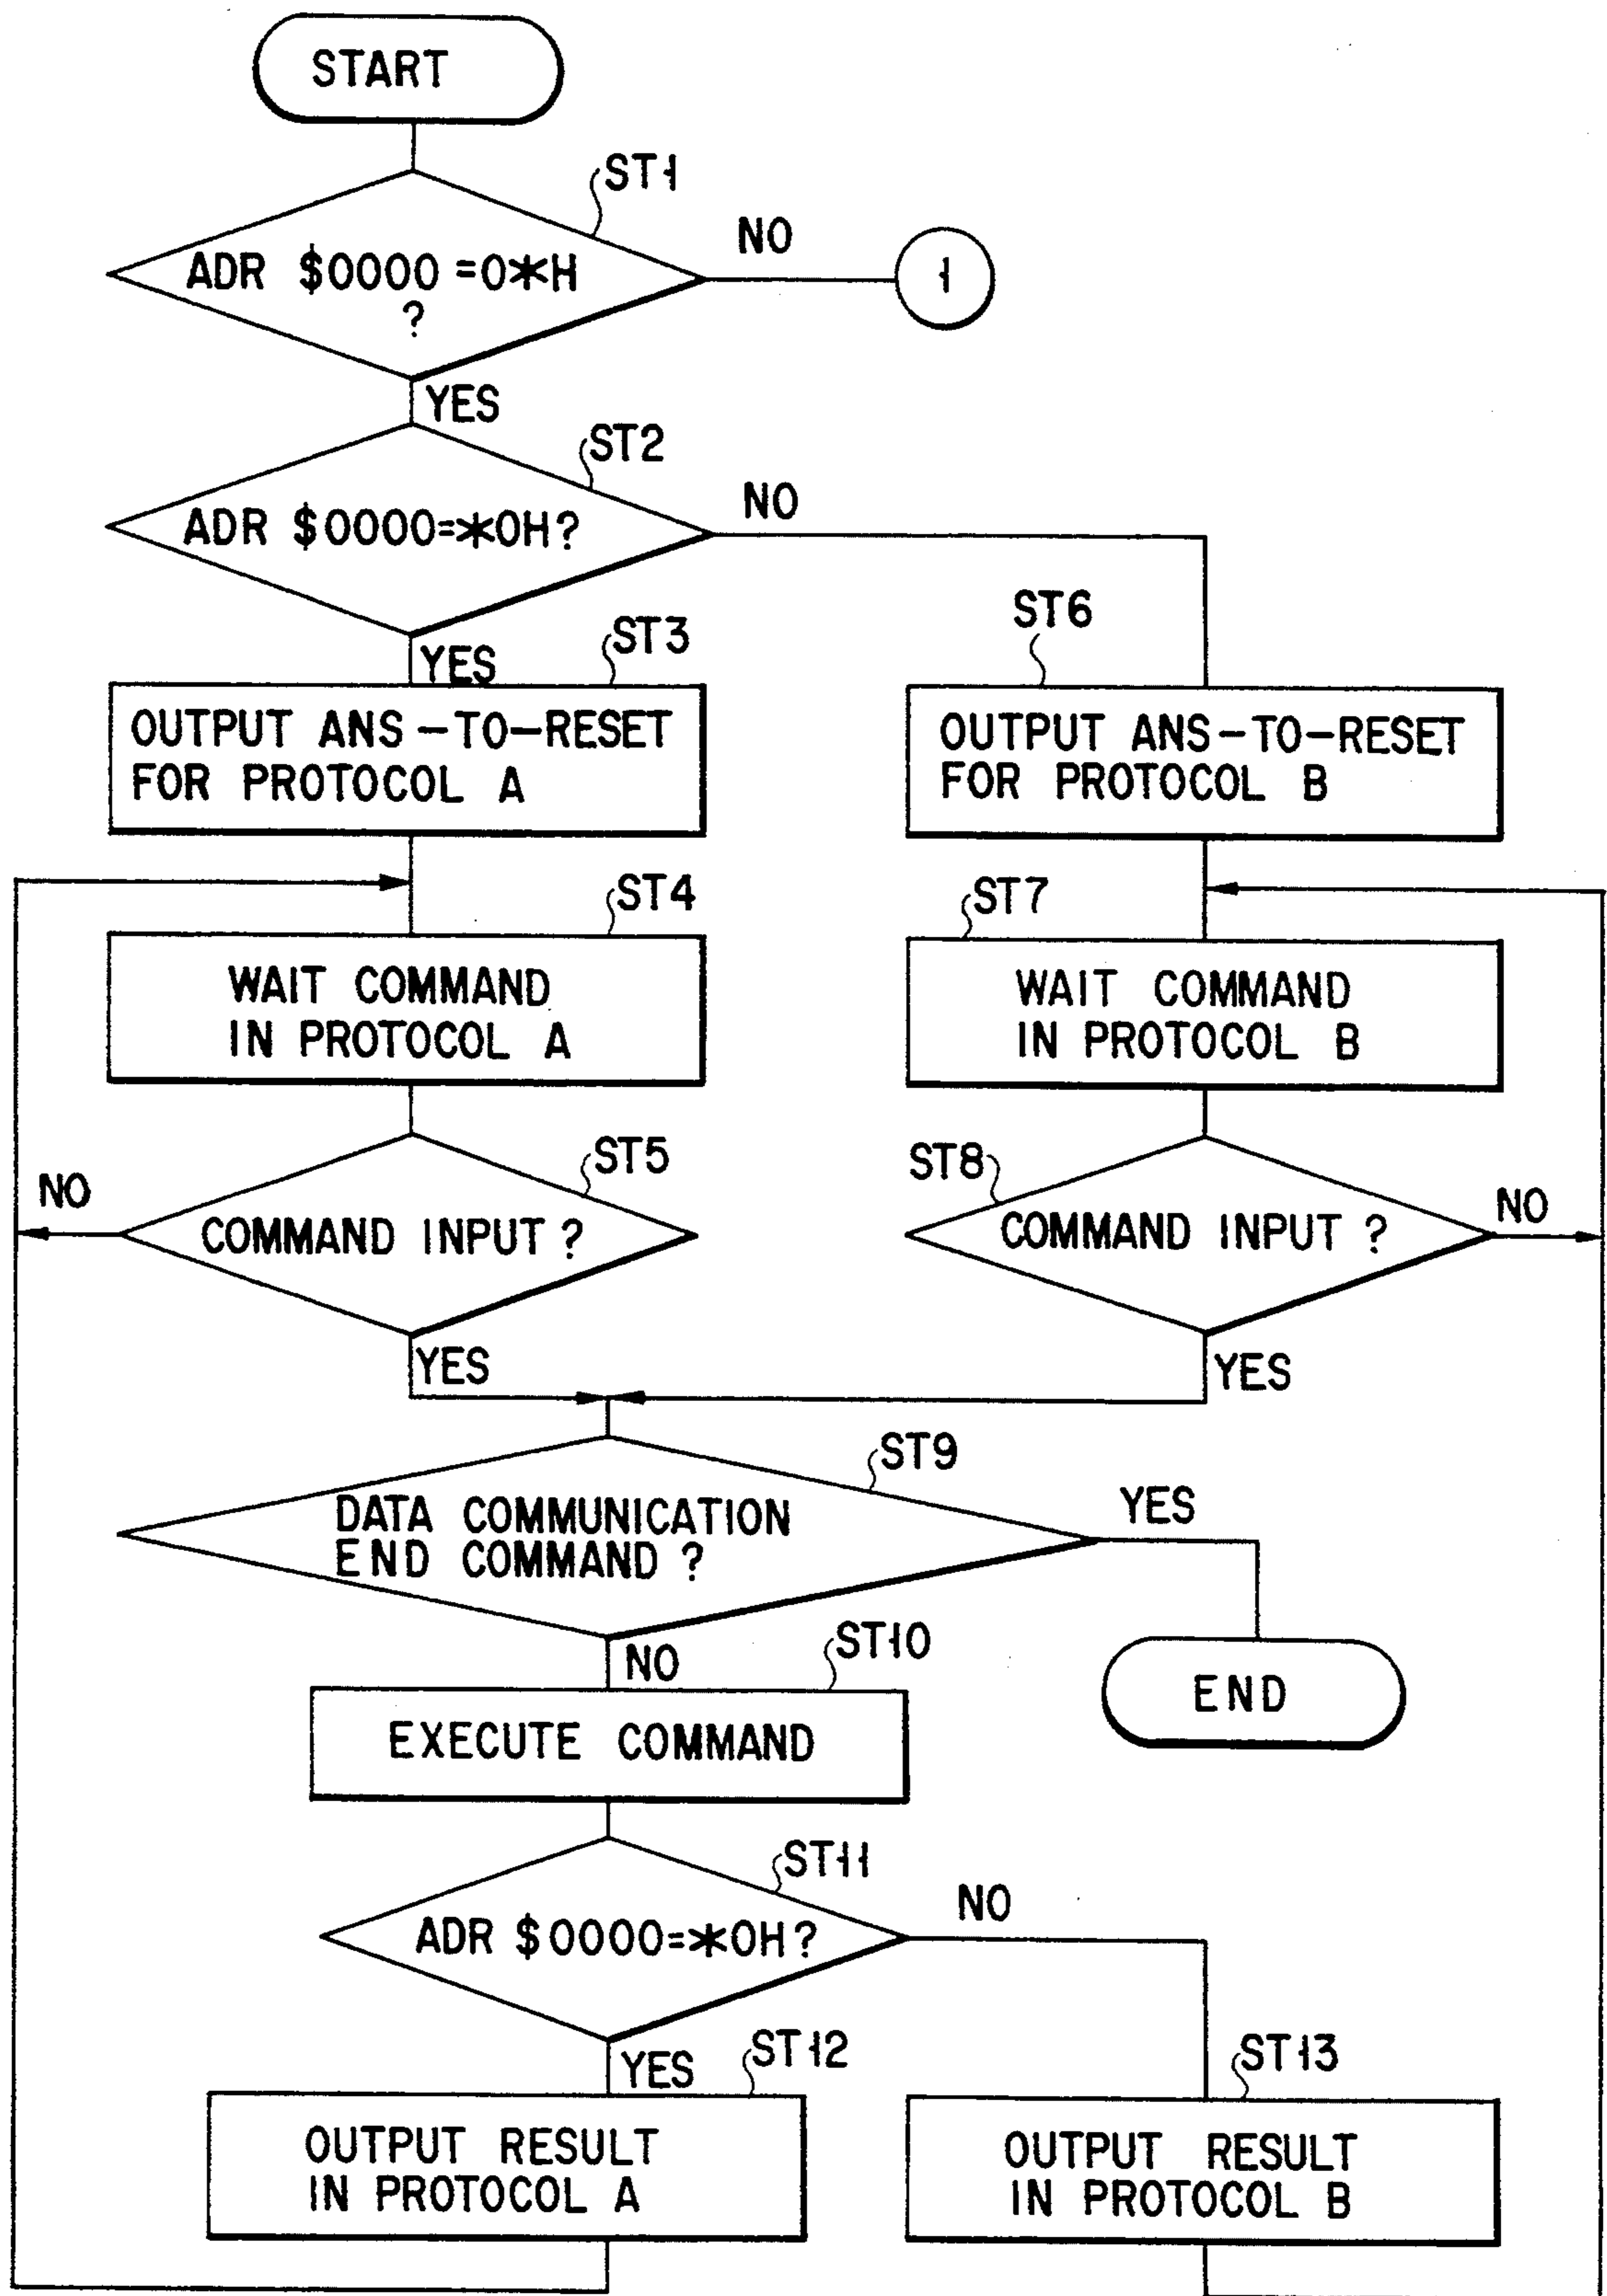 START
ST1
ADR $0000=0*H
?
NO
1
YES
ST2
ADR $0000=*0H?
NO
YES
ST3
OUTPUT ANS-TO-RESET
FOR PROTOCOL A
ST6
OUTPUT ANS-TO-RESET
FOR PROTOCOL B
ST4
WAIT COMMAND
IN PROTOCOL A
ST7
WAIT COMMAND
IN PROTOCOL B
ST5
NO
COMMAND INPUT ?
YES
ST8
COMMAND INPUT ?
NO
YES
ST9
DATA COMMUNICATION
END COMMAND ?
YES
NO
END
ST10
EXECUTE COMMAND
ST11
ADR $0000=*0H?
NO
YES
ST12
OUTPUT RESULT
IN PROTOCOL A
ST13
OUTPUT RESULT
IN PROTOCOL B